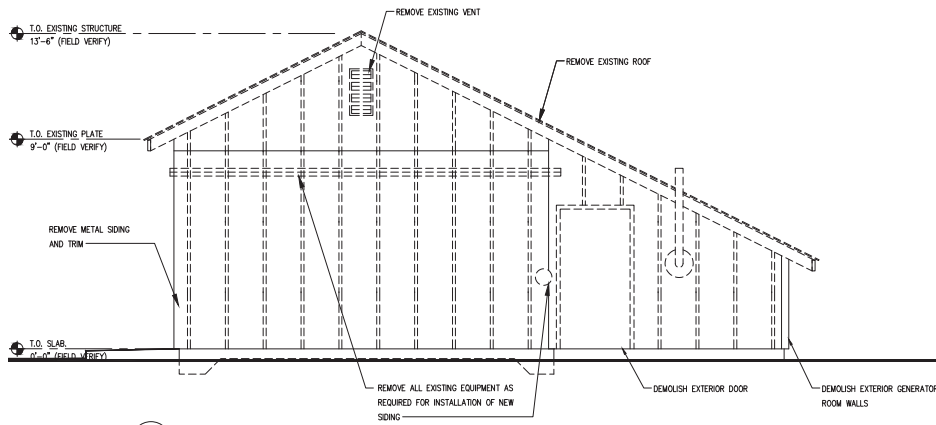 REMOVE EXISTING VENT
T.O. EXISTING STRUCTURE
13'-6" (FIELD VERIFY)
REMOVE EXISTING ROOF
T.O. EXISTING PLATE
9'-0" (FIELD VERIFY)
REMOVE METAL SIDING
AND TRIM
T.O. SLAB
0'-0" (FIELD VERIFY)
REMOVE ALL EXISTING EQUIPMENT AS
REQUIRED FOR INSTALLATION OF NEW
SIDING
DEMOLISH EXTERIOR DOOR
DEMOLISH EXTERIOR GENERATOR
ROOM WALLS